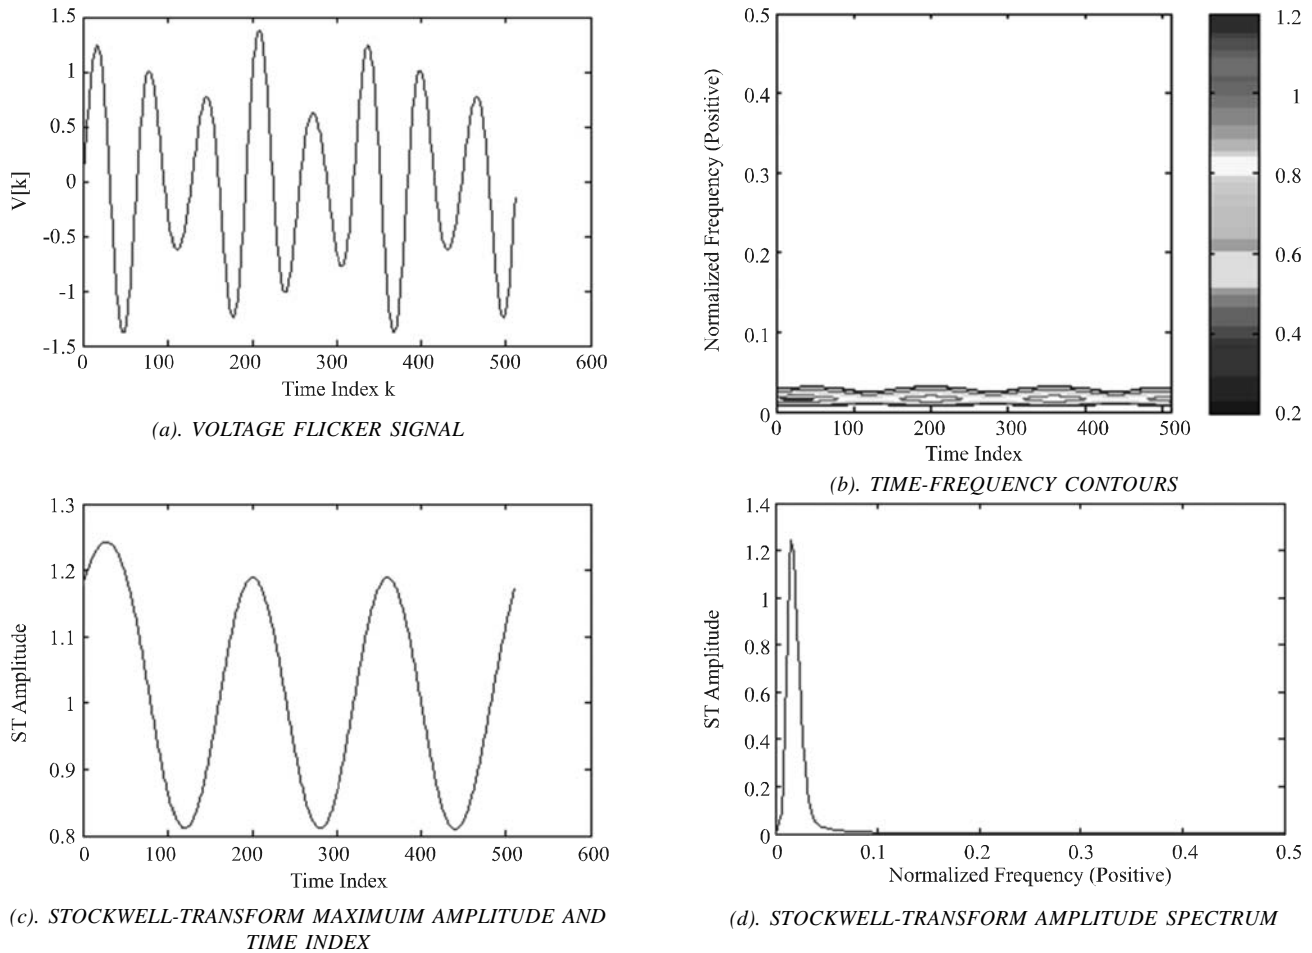 1.5
1
0.5
0
-0.5
-1
-1.5
V[k]
0 100 200 300 400 500 600
Time Index k
(a). VOLTAGE FLICKER SIGNAL
0.5
0.4
0.3
0.2
0.1
0
Normalized Frequency (Positive)
0 100 200 300 400 500
Time Index
1.2
1
0.8
0.6
0.4
0.2
(b). TIME-FREQUENCY CONTOURS
1.3
1.2
1.1
1
0.9
0.8
ST Amplitude
0 100 200 300 400 500 600
Time Index
(c). STOCKWELL-TRANSFORM MAXIMUIM AMPLITUDE AND
TIME INDEX
1.4
1.2
1
0.8
0.6
0.4
0.2
0
ST Amplitude
0 0.1 0.2 0.3 0.4 0.5
Normalized Frequency (Positive)
(d). STOCKWELL-TRANSFORM AMPLITUDE SPECTRUM